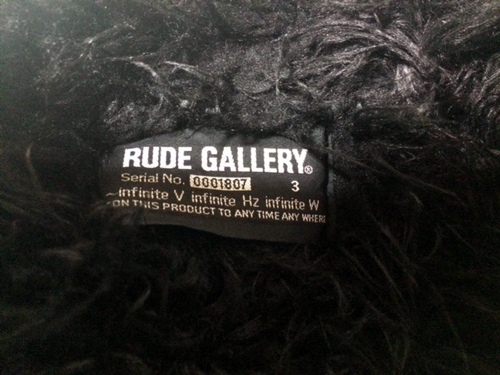 RUDE GALLERY®
Serial No. 0001807 3
~infinite V infinite Hz infinite W
ON THIS PRODUCT TO ANY TIME ANY WHERE